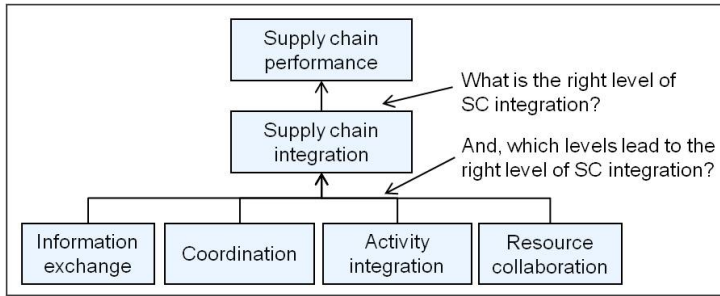 Supply chain
performance
What is the right level of
SC integration?
Supply chain
integration
And, which levels lead to the
right level of SC integration?
Information
exchange
Coordination
Activity
integration
Resource
collaboration